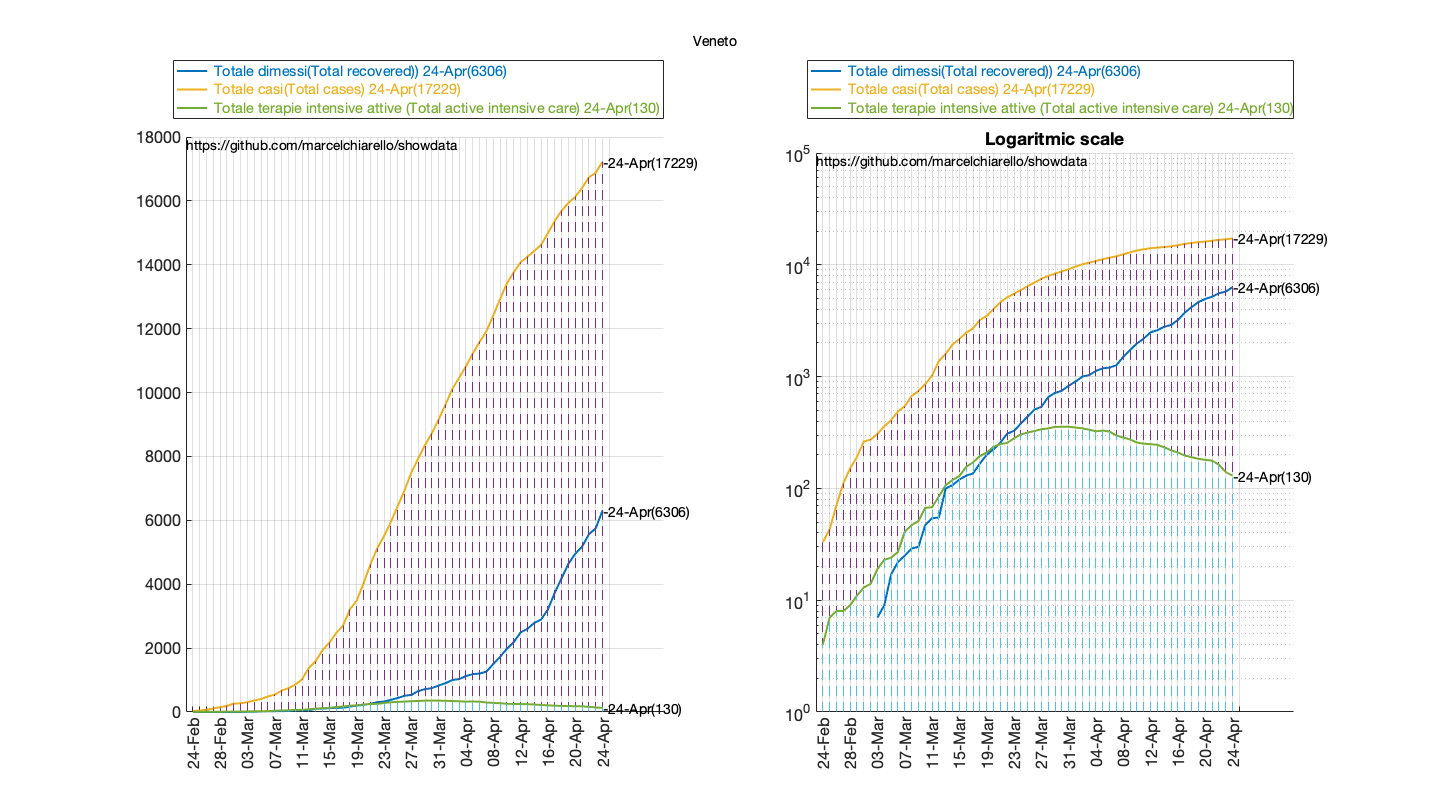 Veneto
Totale dimessi(Total recovered)) 24-Apr(6306)
Totale casi(Total cases) 24-Apr(17229)
Totale terapie intensive attive (Total active intensive care) 24-Apr(130)
18000
16000
14000
12000
10000
8000
6000
4000
2000
0
https://github.com/marcelchiarello/showdata
-24-Apr(17229)
-24-Apr(6306)
-24-Apr(130)
24-Feb
28-Feb
03-Mar
07-Mar
11-Mar
15-Mar
19-Mar
23-Mar
27-Mar
31-Mar
04-Apr
08-Apr
12-Apr
16-Apr
20-Apr
24-Apr
Totale dimessi(Total recovered)) 24-Apr(6306)
Totale casi(Total cases) 24-Apr(17229)
Totale terapie intensive attive (Total active intensive care) 24-Apr(130)
Logaritmic scale
10^5
10^4
10^3
10^2
10^1
10^0
https://github.com/marcelchiarello/showdata
-24-Apr(17229)
-24-Apr(6306)
-24-Apr(130)
24-Feb
28-Feb
03-Mar
07-Mar
11-Mar
15-Mar
19-Mar
23-Mar
27-Mar
31-Mar
04-Apr
08-Apr
12-Apr
16-Apr
20-Apr
24-Apr